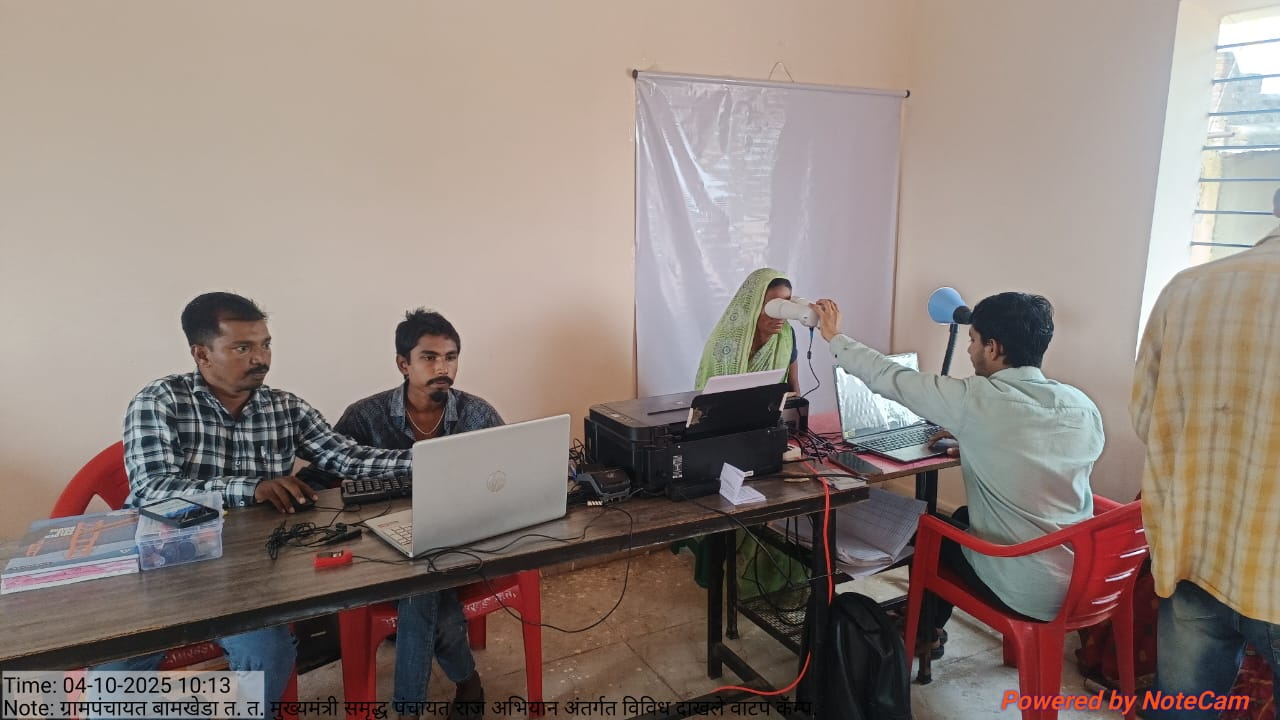 hp
Time: 04-10-2025 10:13
Note: ग्रामपंचायत बामखेडा त. त. मुख्यमंत्री समृद्ध पंचायत राज अभियान अंतर्गत विविध दाखले वाटप कॅम्प.
Powered by NoteCam